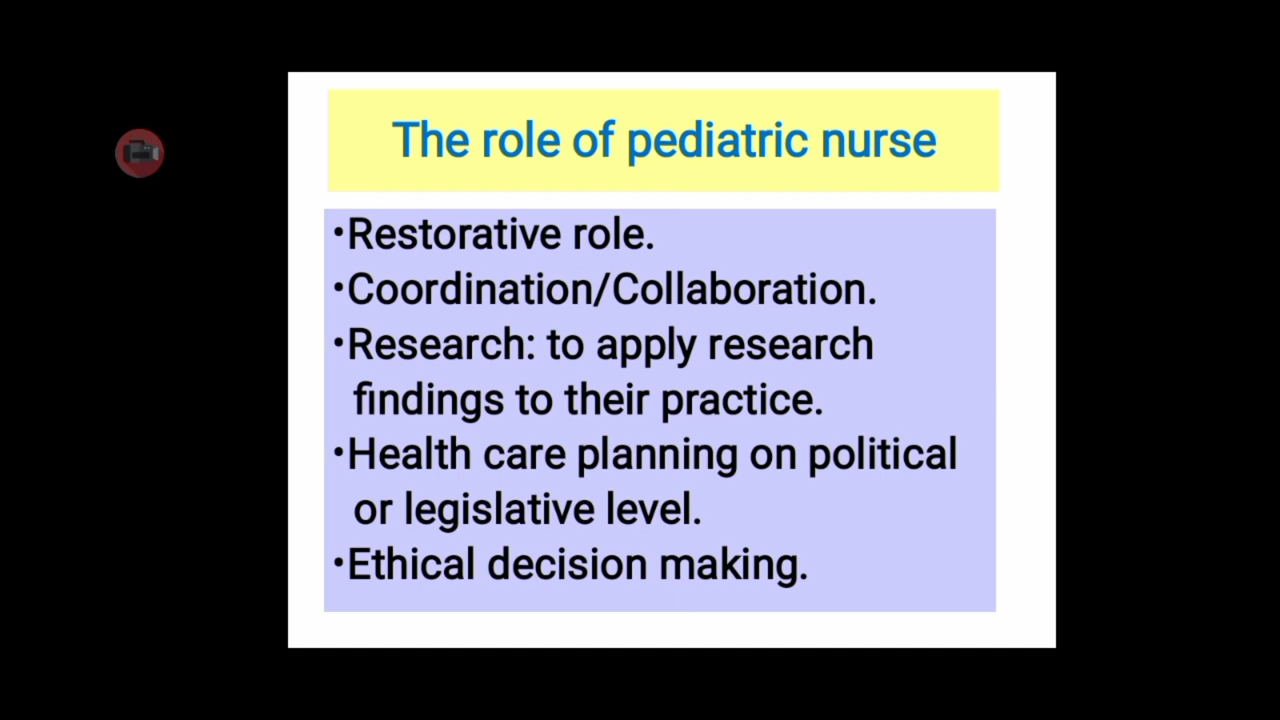 The role of pediatric nurse
•Restorative role.
•Coordination/Collaboration.
•Research: to apply research
findings to their practice.
•Health care planning on political
or legislative level.
•Ethical decision making.